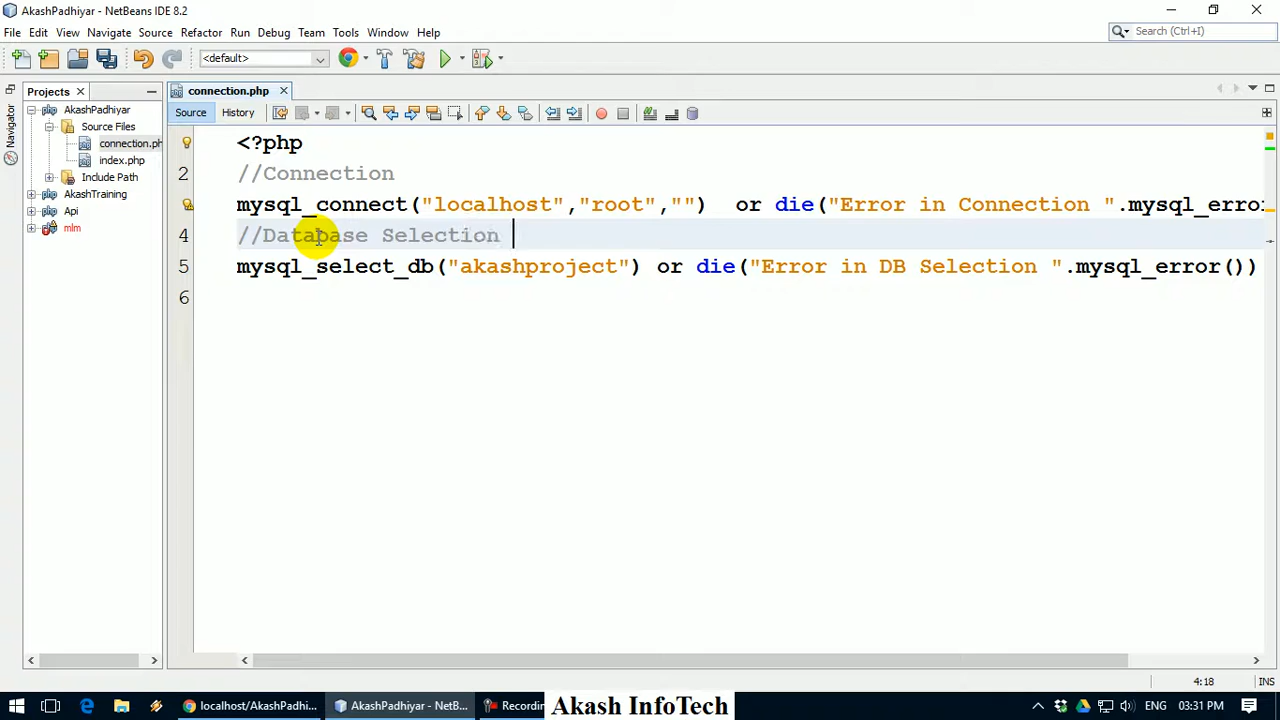 AkashPadhiyar - NetBeans IDE 8.2
File Edit View Navigate Source Refactor Run Debug Team Tools Window Help
Search (Ctrl+I)
<default>
Projects
connection.php
Navigator
AkashPadhiyar
Source Files
connection.ph
index.php
Include Path
AkashTraining
Api
mlm
Source History
<?php
2 //Connection
mysql_connect("localhost","root","") or die("Error in Connection ".mysql_error
4 //Database Selection
5 mysql_select_db("akashproject") or die("Error in DB Selection ".mysql_error())
6
4:18 INS
localhost/AkashPadhi...
AkashPadhiyar - NetB...
Recordin
Akash InfoTech
ENG 03:31 PM